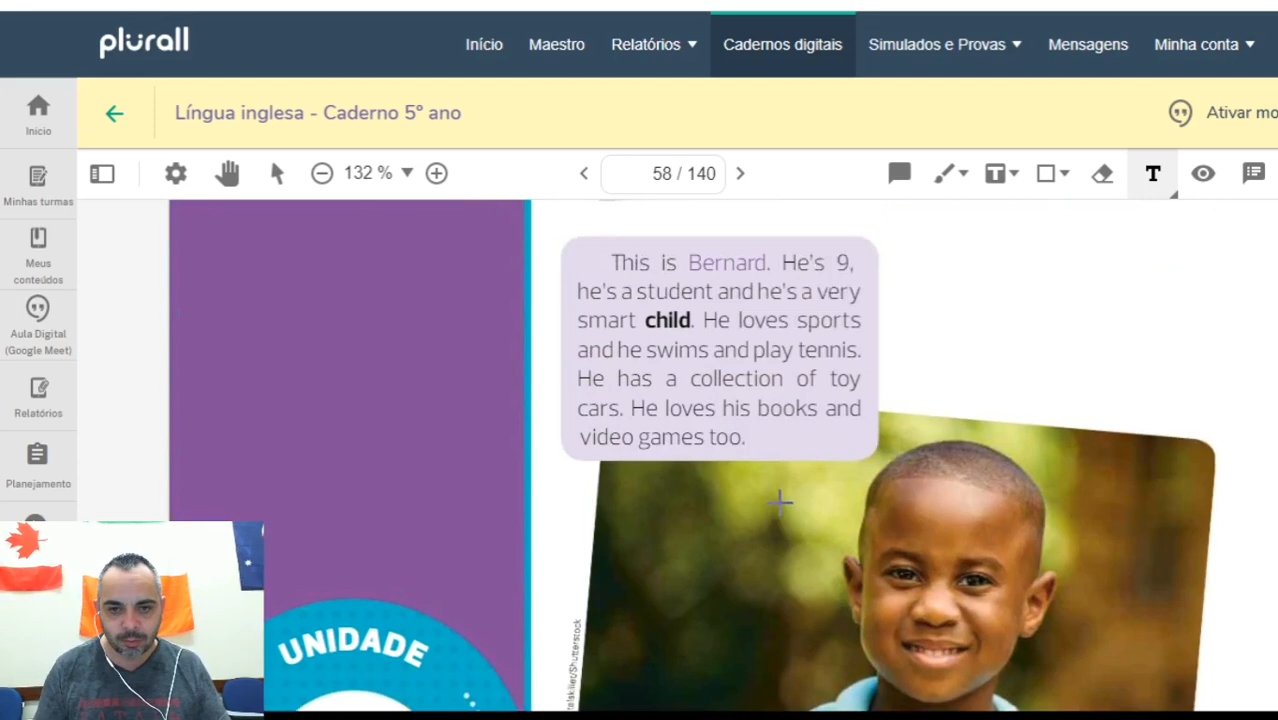 plurall
Início Maestro Relatórios Cadernos digitais Simulados e Provas Mensagens Minha conta
Língua inglesa - Caderno 5º ano
Ativar mo
Início
132 %
58 / 140
T
T
Minhas turmas
Meus
conteúdos
Aula Digital
(Google Meet)
Relatórios
Planejamento
This is Bernard. He's 9,
he's a student and he's a very
smart child. He loves sports
and he swims and play tennis.
He has a collection of toy
cars. He loves his books and
video games too.
UNIDADE
/Shutterstock